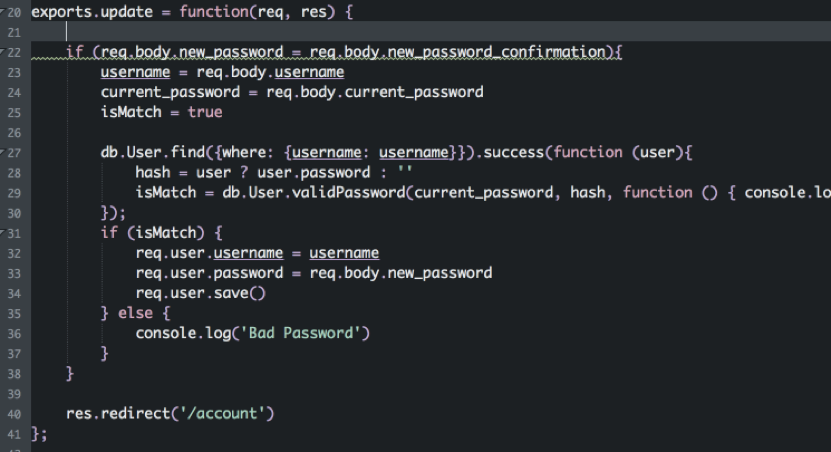 20 exports.update = function(req, res) {
21
22     if (req.body.new_password = req.body.new_password_confirmation){
23         username = req.body.username
24         current_password = req.body.current_password
25         isMatch = true
26
27         db.User.find({where: {username: username}}).success(function (user){
28             hash = user ? user.password : ''
29             isMatch = db.User.validPassword(current_password, hash, function () { console.lo
30         });
31         if (isMatch) {
32             req.user.username = username
33             req.user.password = req.body.new_password
34             req.user.save()
35         } else {
36             console.log('Bad Password')
37         }
38     }
39
40     res.redirect('/account')
41 };